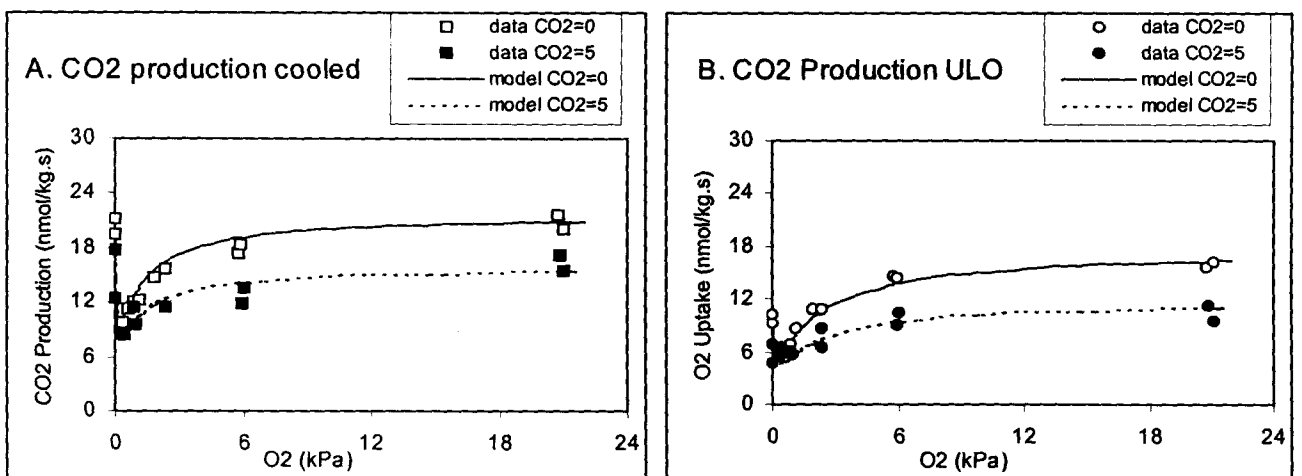 data CO2=0
data CO2=5
model CO2=0
model CO2=5
A. CO2 production cooled
CO2 Production (nmol/kg.s)
30
24
18
12
6
0
0
6
12
18
24
O2 (kPa)
data CO2=0
data CO2=5
model CO2=0
model CO2=5
B. CO2 Production ULO
O2 Uptake (nmol/kg.s)
30
24
18
12
6
0
0
6
12
18
24
O2 (kPa)